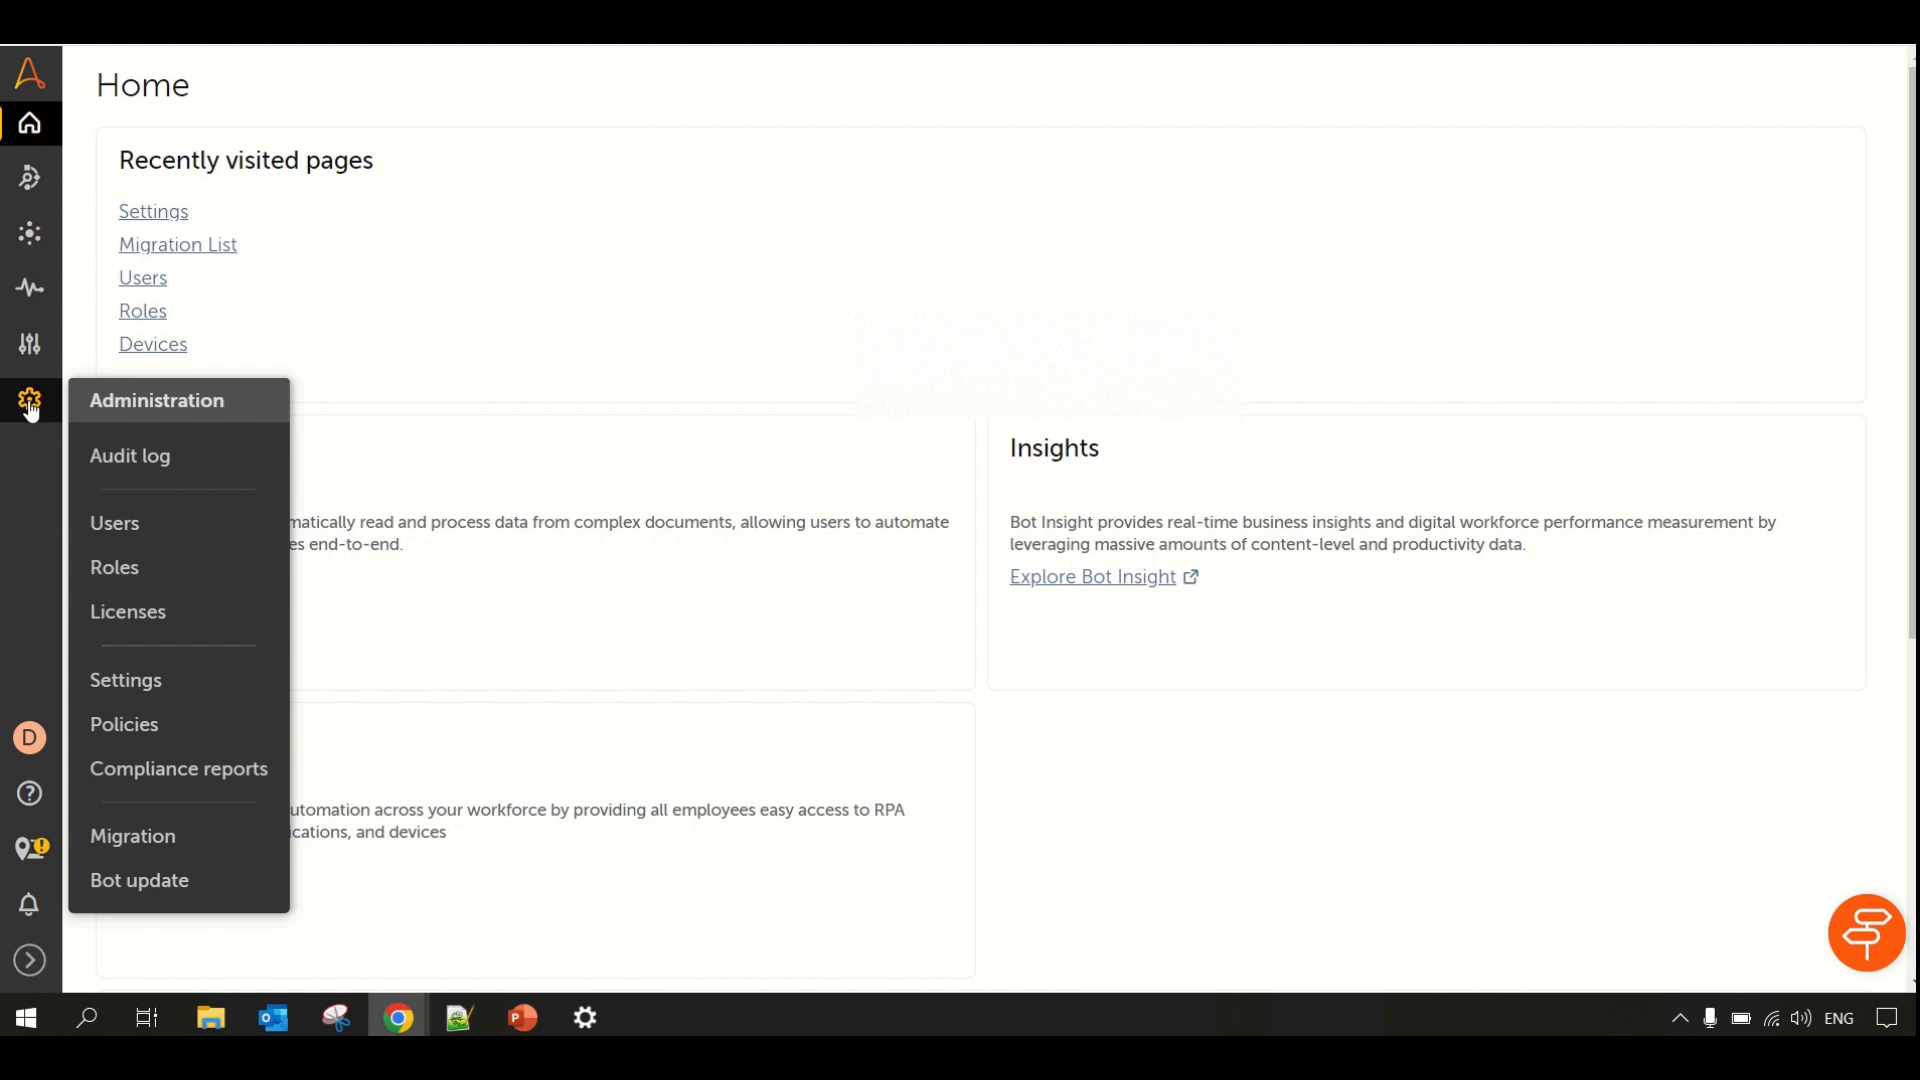 Home
Recently visited pages
Settings
Migration List
Users
Roles
Devices
Administration
Audit log
Users
Roles
Licenses
Settings
Policies
Compliance reports
Migration
Bot update
matically read and process data from complex documents, allowing users to automate
es end-to-end.
Insights
Bot Insight provides real-time business insights and digital workforce performance measurement by
leveraging massive amounts of content-level and productivity data.
Explore Bot Insight
utomation across your workforce by providing all employees easy access to RPA
ications, and devices
D
ENG